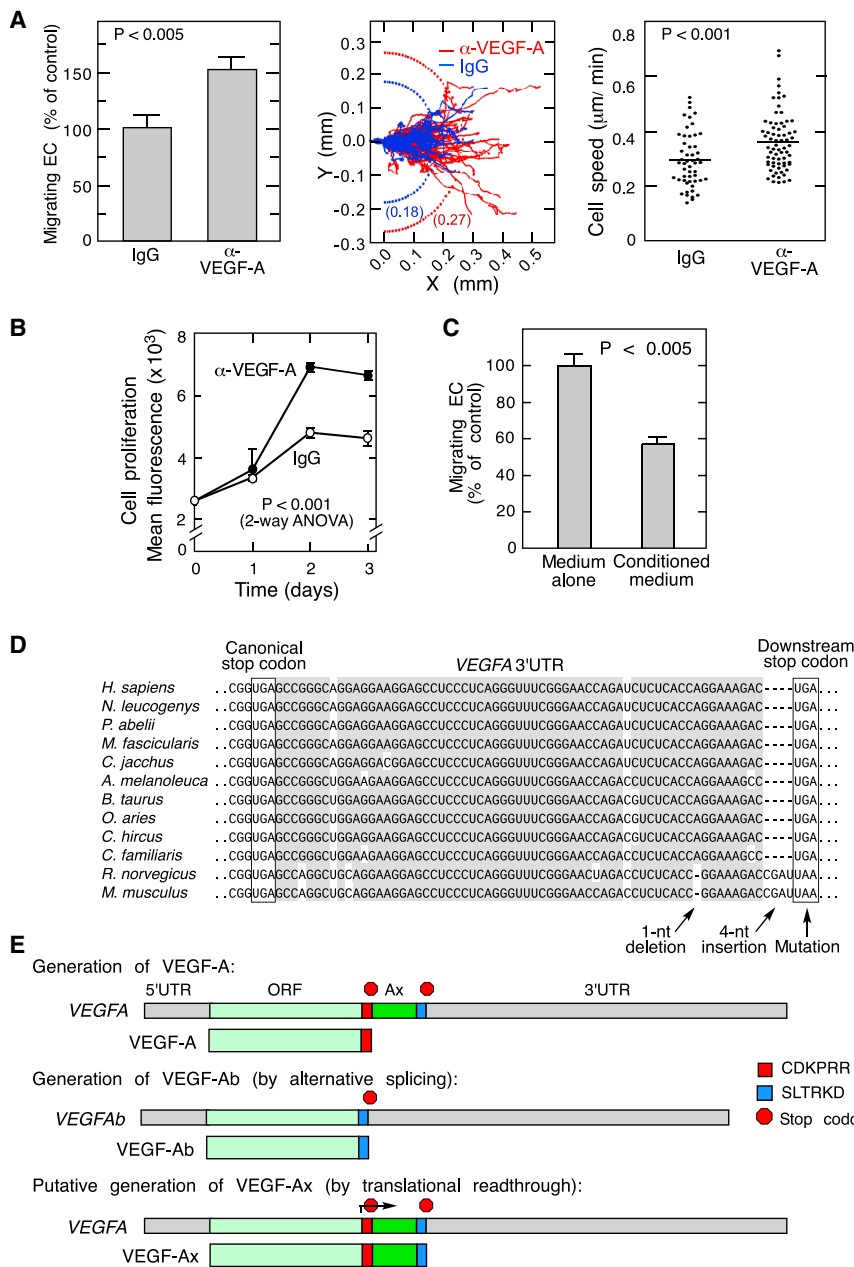 A
P < 0.005
Migrating EC (% of control)
150
100
50
0
IgG
α-
VEGF-A
α-VEGF-A
IgG
Y (mm)
0.3
0.2
0.1
0.0
-0.1
-0.2
-0.3
(0.18)
(0.27)
0.0
0.1
0.2
0.3
0.4
0.5
X (mm)
P < 0.001
Cell speed (µm/ min)
0.8
0.6
0.4
0.2
0
IgG
α-
VEGF-A
B
Cell proliferation
Mean fluorescence (x10³)
8
6
4
2
0
α-VEGF-A
IgG
P < 0.001
(2-way ANOVA)
0 1 2 3
Time (days)
C
P < 0.005
Migrating EC
(% of control)
100
80
60
40
20
0
Medium
alone
Conditioned
medium
D
Canonical
stop codon
VEGFA 3'UTR
Downstream
stop codon
H. sapiens ..CGGUGAGCCGGGCAGGAGGAAGGAGCCUCCCUCAGGGUUUCGGGAACCAGAUCUCUCACCAGGAAAGAC----UGA...
N. leucogenys ..CGGUGAGCCGGGCAGGAGGAAGGAGCCUCCCUCAGGGUUUCGGGAACCAGAUCUCUCACCAGGAAAGAC----UGA...
P. abelii ..CGGUGAGCCGGGCAGGAGGAAGGAGCCUCCCUCAGGGUUUCGGGAACCAGAUCUCUCACCAGGAAAGAC----UGA...
M. fascicularis ..CGGUGAGCCGGGCAGGAGGAAGGAGCCUCCCUCAGGGUUUCGGGAACCAGAUCUCUCACCAGGAAAGAC----UGA...
C. jacchus ..CGGUGAGCCGGGCAGGAGGACGGAGCCUCCCUCAGGGUUUCGGGAACCAGAUCUCUCACCAGGAAAGAC----UGA...
A. melanoleuca ..CGGUGAGCCGGGCUGGAAGAAGGAGCCUCCCUCAGGGUUUCGGGAACCAGACCUCUCACCAGGAAAGCC----UGA...
B. taurus ..CGGUGAGCCGGGCUGGAGGAAGGAGCCUCCCUCAGGGUUUCGGGAACCAGACGUCUCACCAGGAAAGAC----UGA...
O. aries ..CGGUGAGCCGGGCUGGAGGAAGGAGCCUCCCUCAGGGUUUCGGGAACCAGACGUCUCACCAGGAAAGAC----UGA...
C. hircus ..CGGUGAGCCGGGCUGGAGGAAGGAGCCUCCCUCAGGGUUUCGGGAACCAGACGUCUCACCAGGAAAGAC----UGA...
C. familiaris ..CGGUGAGCCGGGCUGGAAGAAGGAGCCUCCCUCAGGGUUUCGGGAACCAGACCUCUCACCAGGAAAGCC----UGA...
R. norvegicus ..CGGUGAGCCAGGCUGCAGGAAGGAGCCUCCCUCAGGGUUUCGGGAACUAGACCUCUCACC-GGAAAGACCGAUUAA...
M. musculus ..CGGUGAGCCAGGCUGCAGGAAGGAGCCUCCCUCAGGGUUUCGGGAACCAGACCUCUCACC-GGAAAGACCGAUUAA...
1-nt
deletion
4-nt
insertion
Mutation
E
Generation of VEGF-A:
5'UTR
ORF
Ax
3'UTR
VEGFA
VEGF-A
Generation of VEGF-Ab (by alternative splicing):
VEGFAb
VEGF-Ab
CDKPRR
SLTRKD
Stop codo
Putative generation of VEGF-Ax (by translational readthrough):
VEGFA
VEGF-Ax